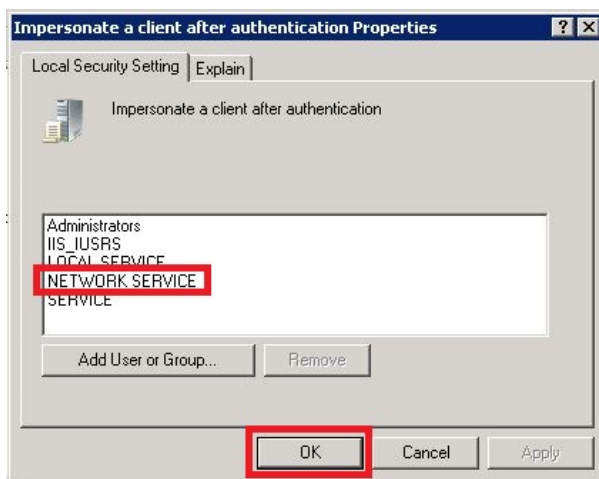 Impersonate a client after authentication Properties
Local Security Setting
Explain
Impersonate a client after authentication
Administrators
IIS_IUSRS
LOCAL SERVICE
NETWORK SERVICE
SERVICE
Add User or Group...
Remove
OK
Cancel
Apply